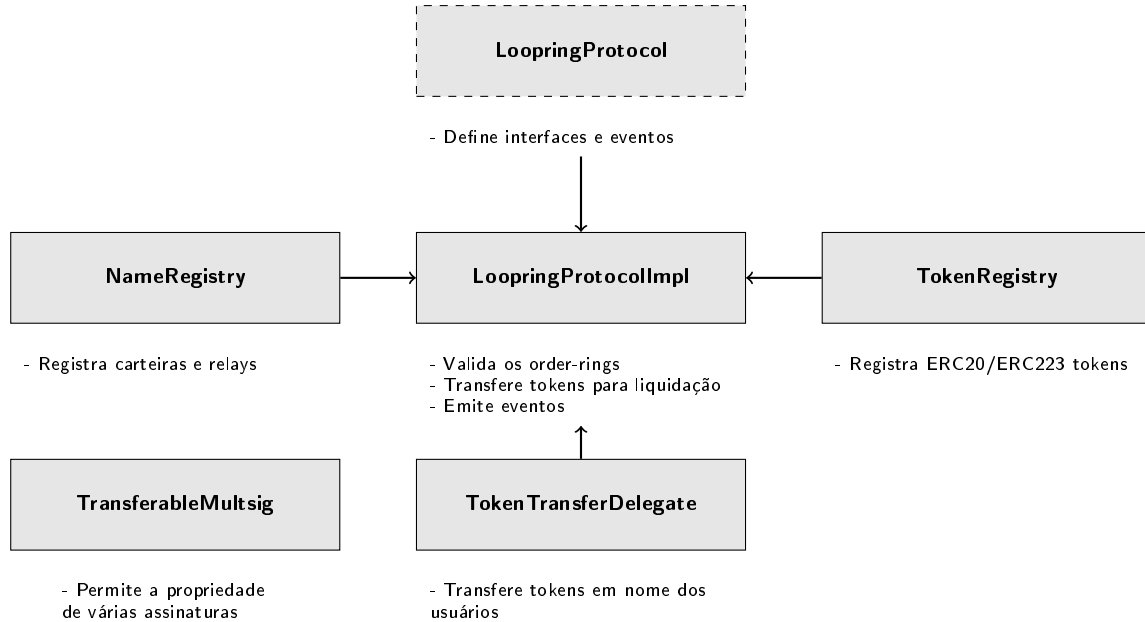 LoopringProtocol
- Define interfaces e eventos
NameRegistry
LoopringProtocolImpl
TokenRegistry
- Registra carteiras e relays
- Valida os order-rings
- Transfere tokens para liquidação
- Emite eventos
- Registra ERC20/ERC223 tokens
TransferableMultsig
TokenTransferDelegate
- Permite a propriedade
de várias assinaturas
- Transfere tokens em nome dos
usuários